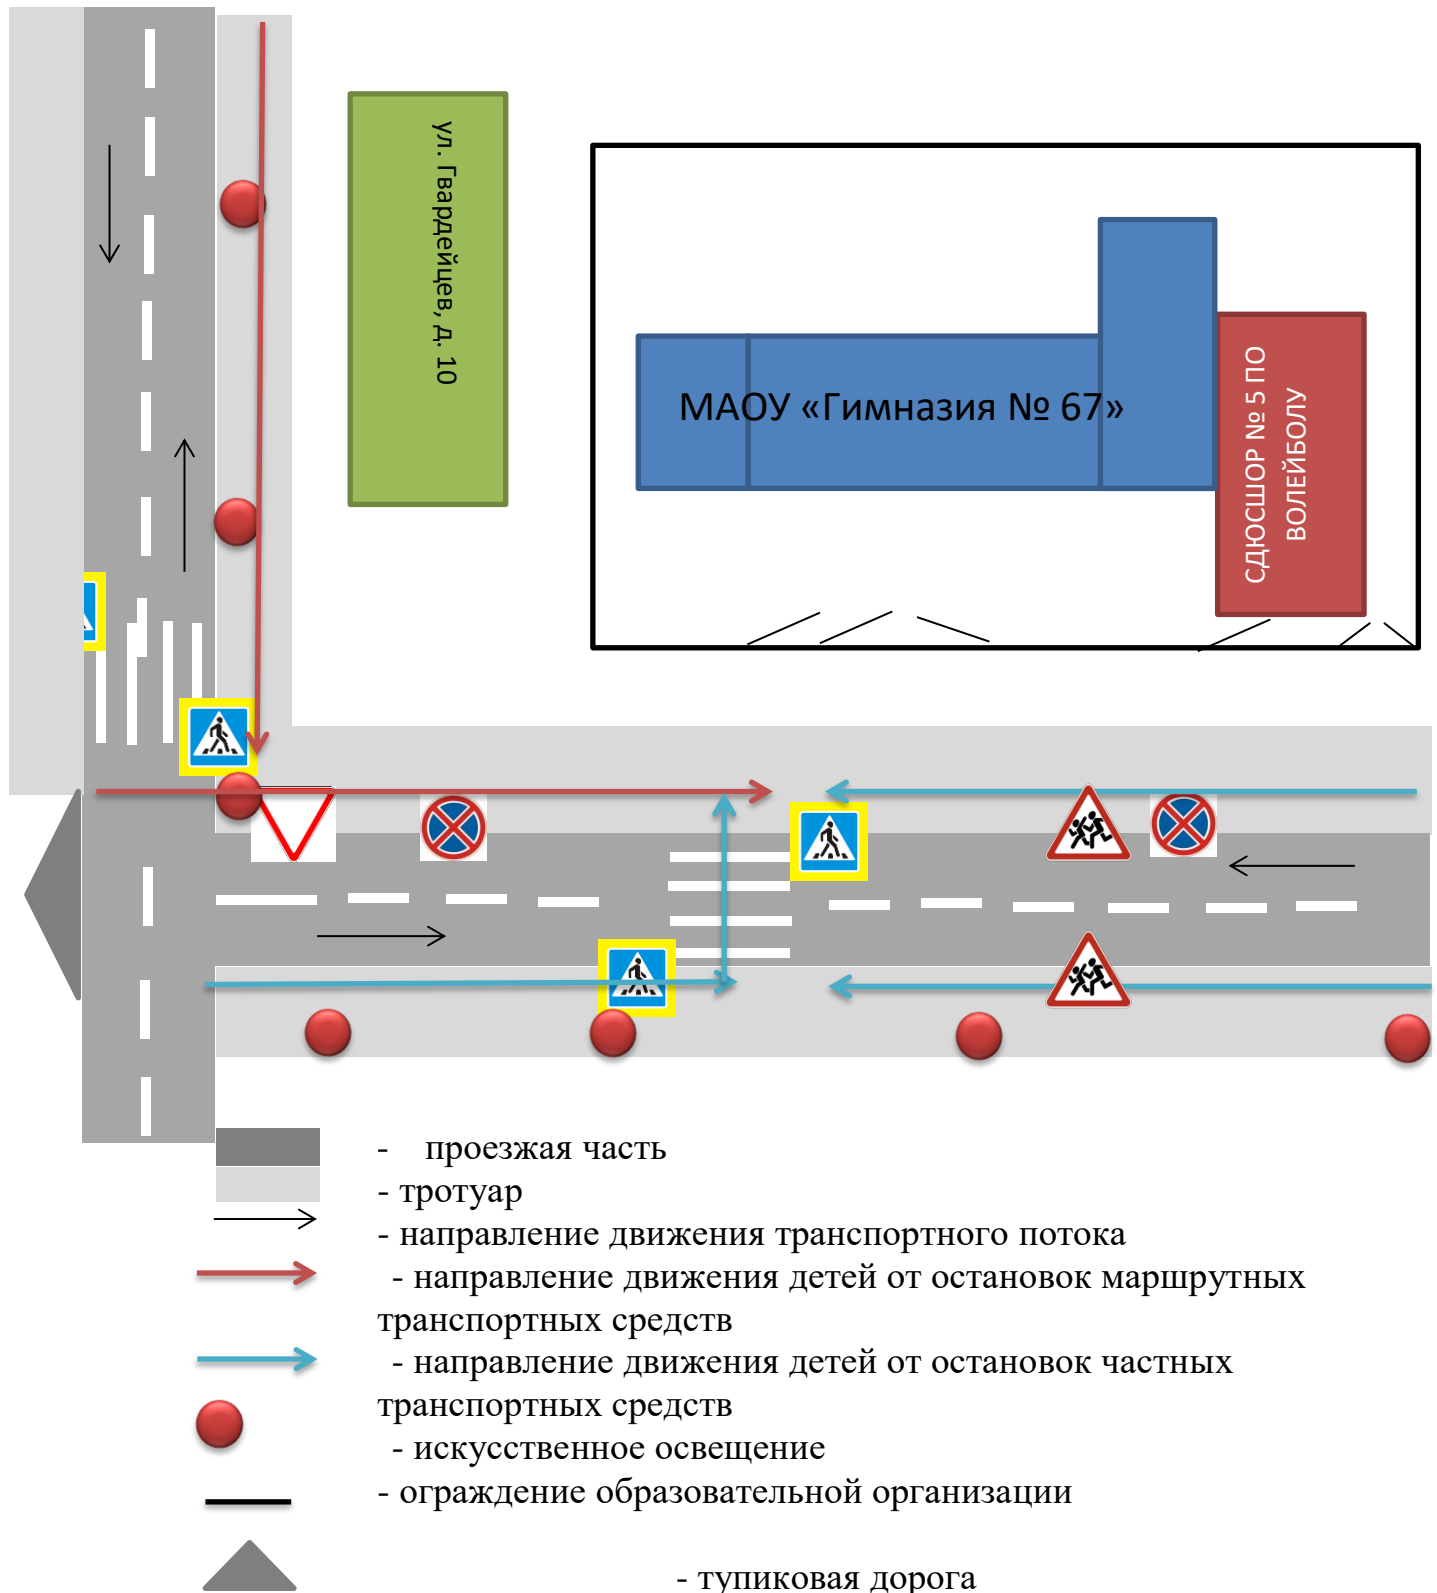 ул. Гвардейцев, д. 10
МАОУ «Гимназия № 67»
СДЮСШОР № 5 ПО
ВОЛЕЙБОЛУ
- проезжая часть
- тротуар
- направление движения транспортного потока
- направление движения детей от остановок маршрутных
транспортных средств
- направление движения детей от остановок частных
транспортных средств
- искусственное освещение
- ограждение образовательной организации
- тупиковая дорога